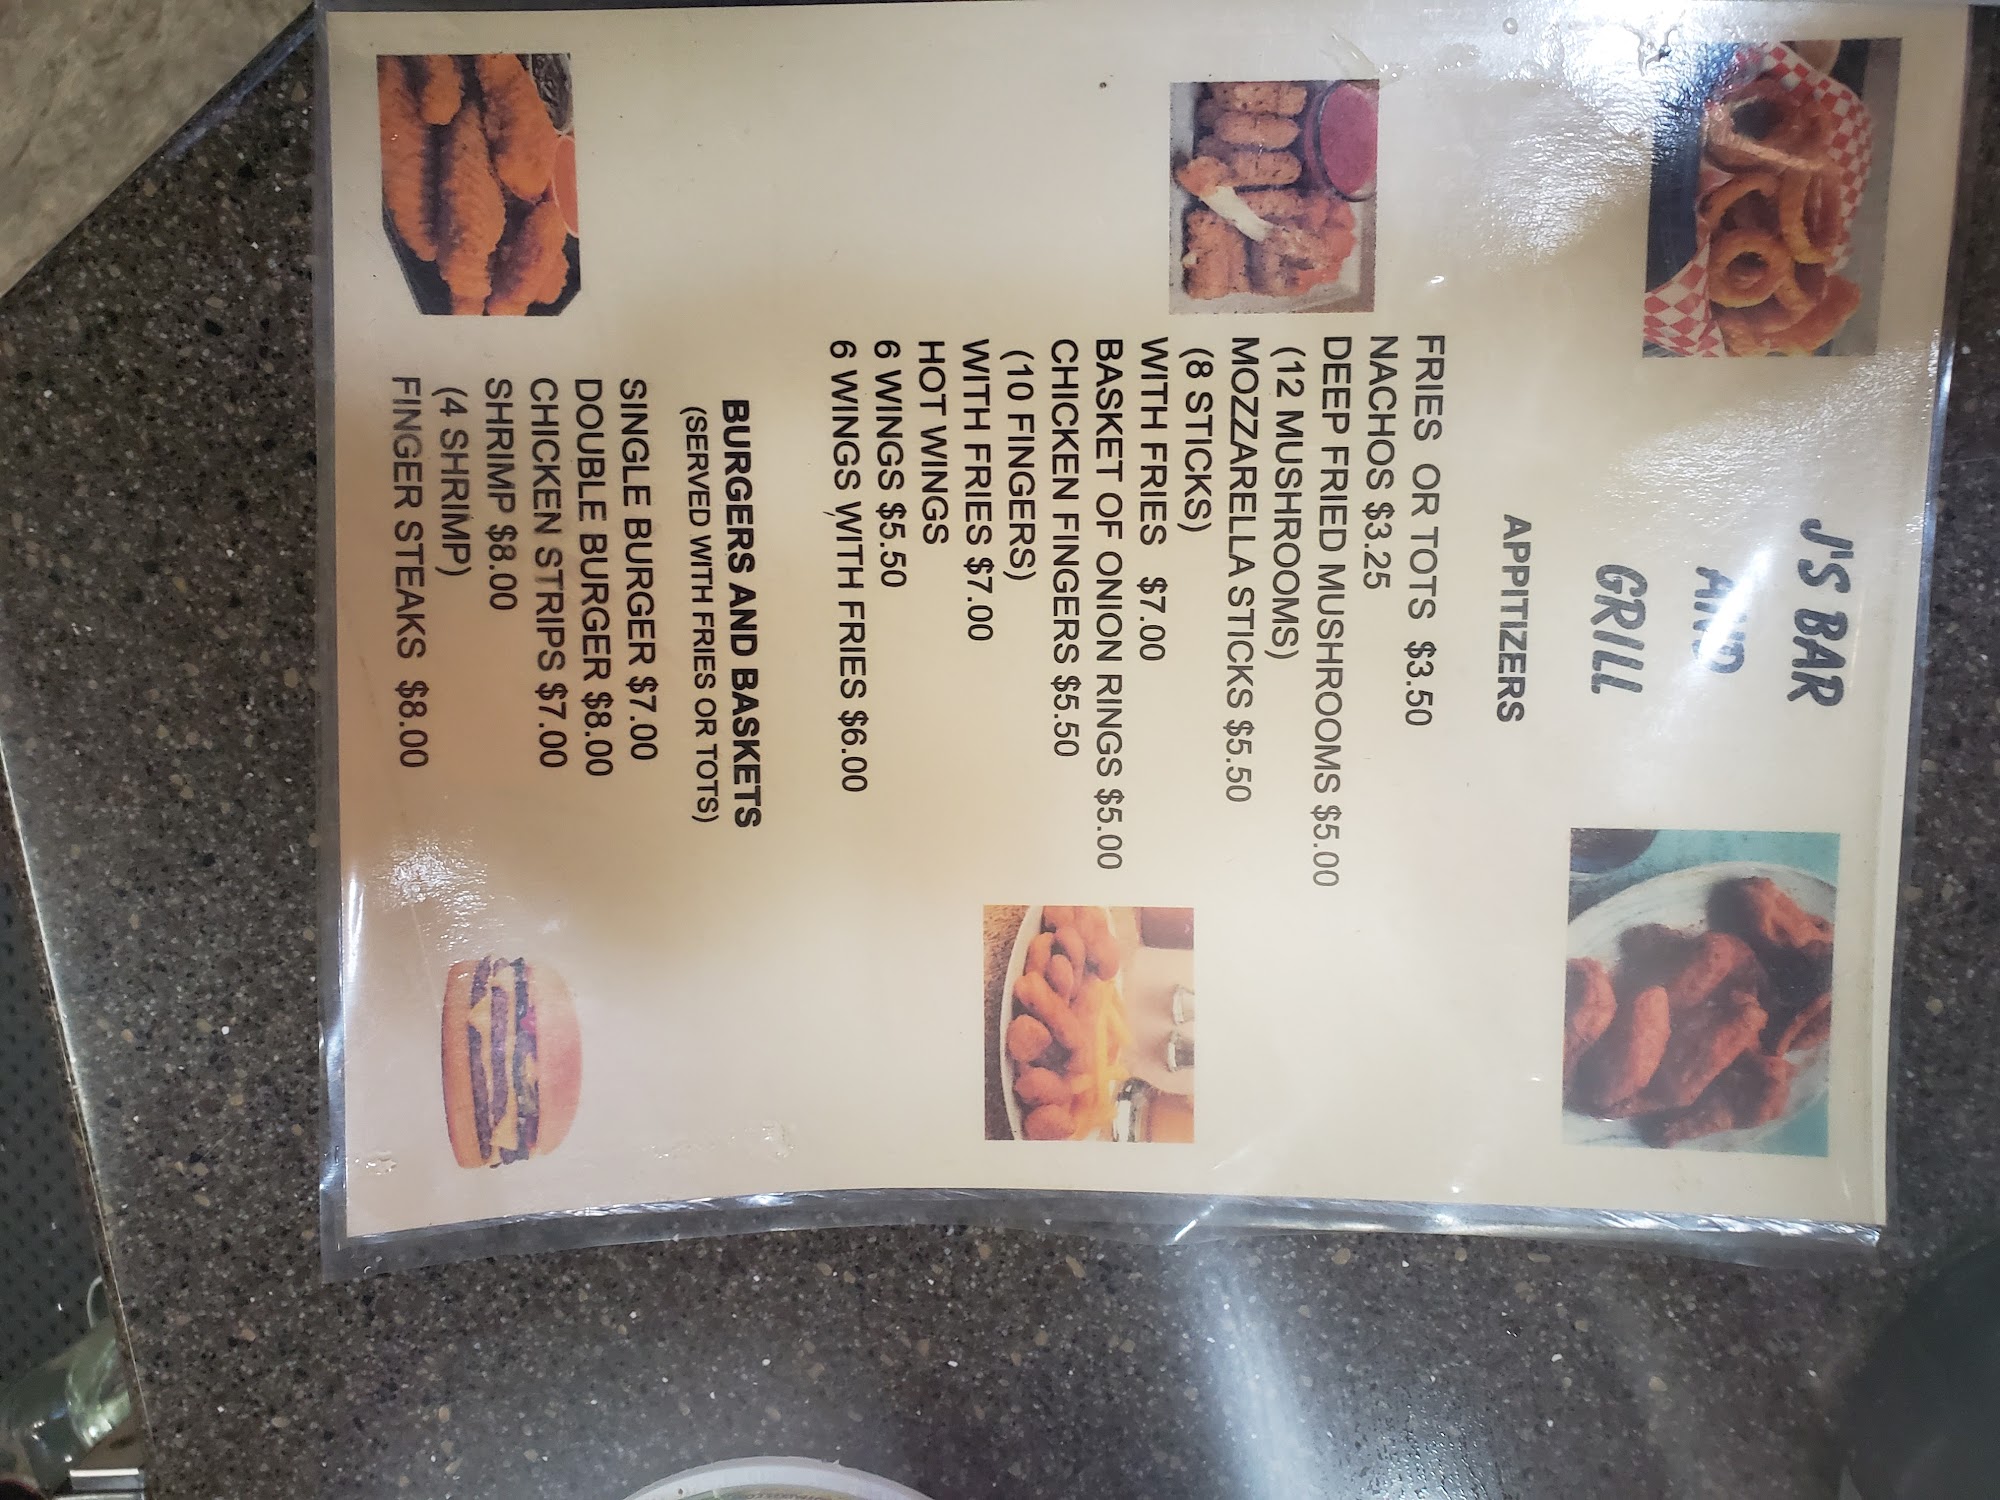 J'S BAR
AND
GRILL
APPITIZERS
FRIES OR TOTS $3.50
NACHOS $3.25
DEEP FRIED MUSHROOMS $5.00
(12 MUSHROOMS)
MOZZARELLA STICKS $5.50
(8 STICKS)
WITH FRIES $7.00
BASKET OF ONION RINGS $5.00
CHICKEN FINGERS $5.50
(10 FINGERS)
WITH FRIES $7.00
HOT WINGS
6 WINGS $5.50
6 WINGS WITH FRIES $6.00
BURGERS AND BASKETS
(SERVED WITH FRIES OR TOTS)
SINGLE BURGER $7.00
DOUBLE BURGER $8.00
CHICKEN STRIPS $7.00
SHRIMP $8.00
(4 SHRIMP)
FINGER STEAKS $8.00